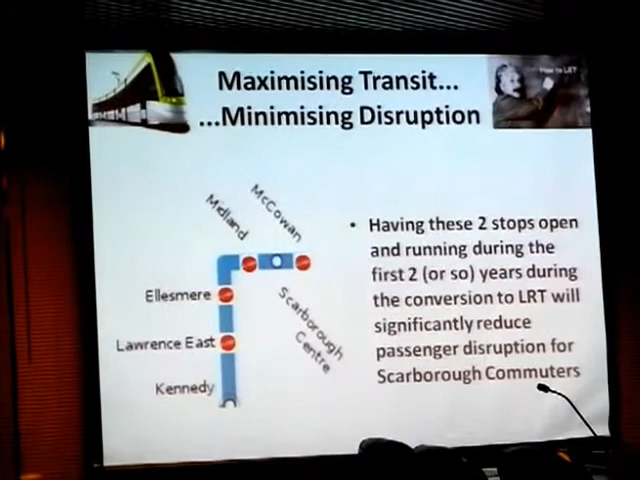 Maximising Transit...
...Minimising Disruption
How to LRT
McCowan
Midland
Ellesmere
Scarborough
Centre
Lawrence East
Kennedy
• Having these 2 stops open
and running during the
first 2 (or so) years during
the conversion to LRT will
significantly reduce
passenger disruption for
Scarborough Commuters